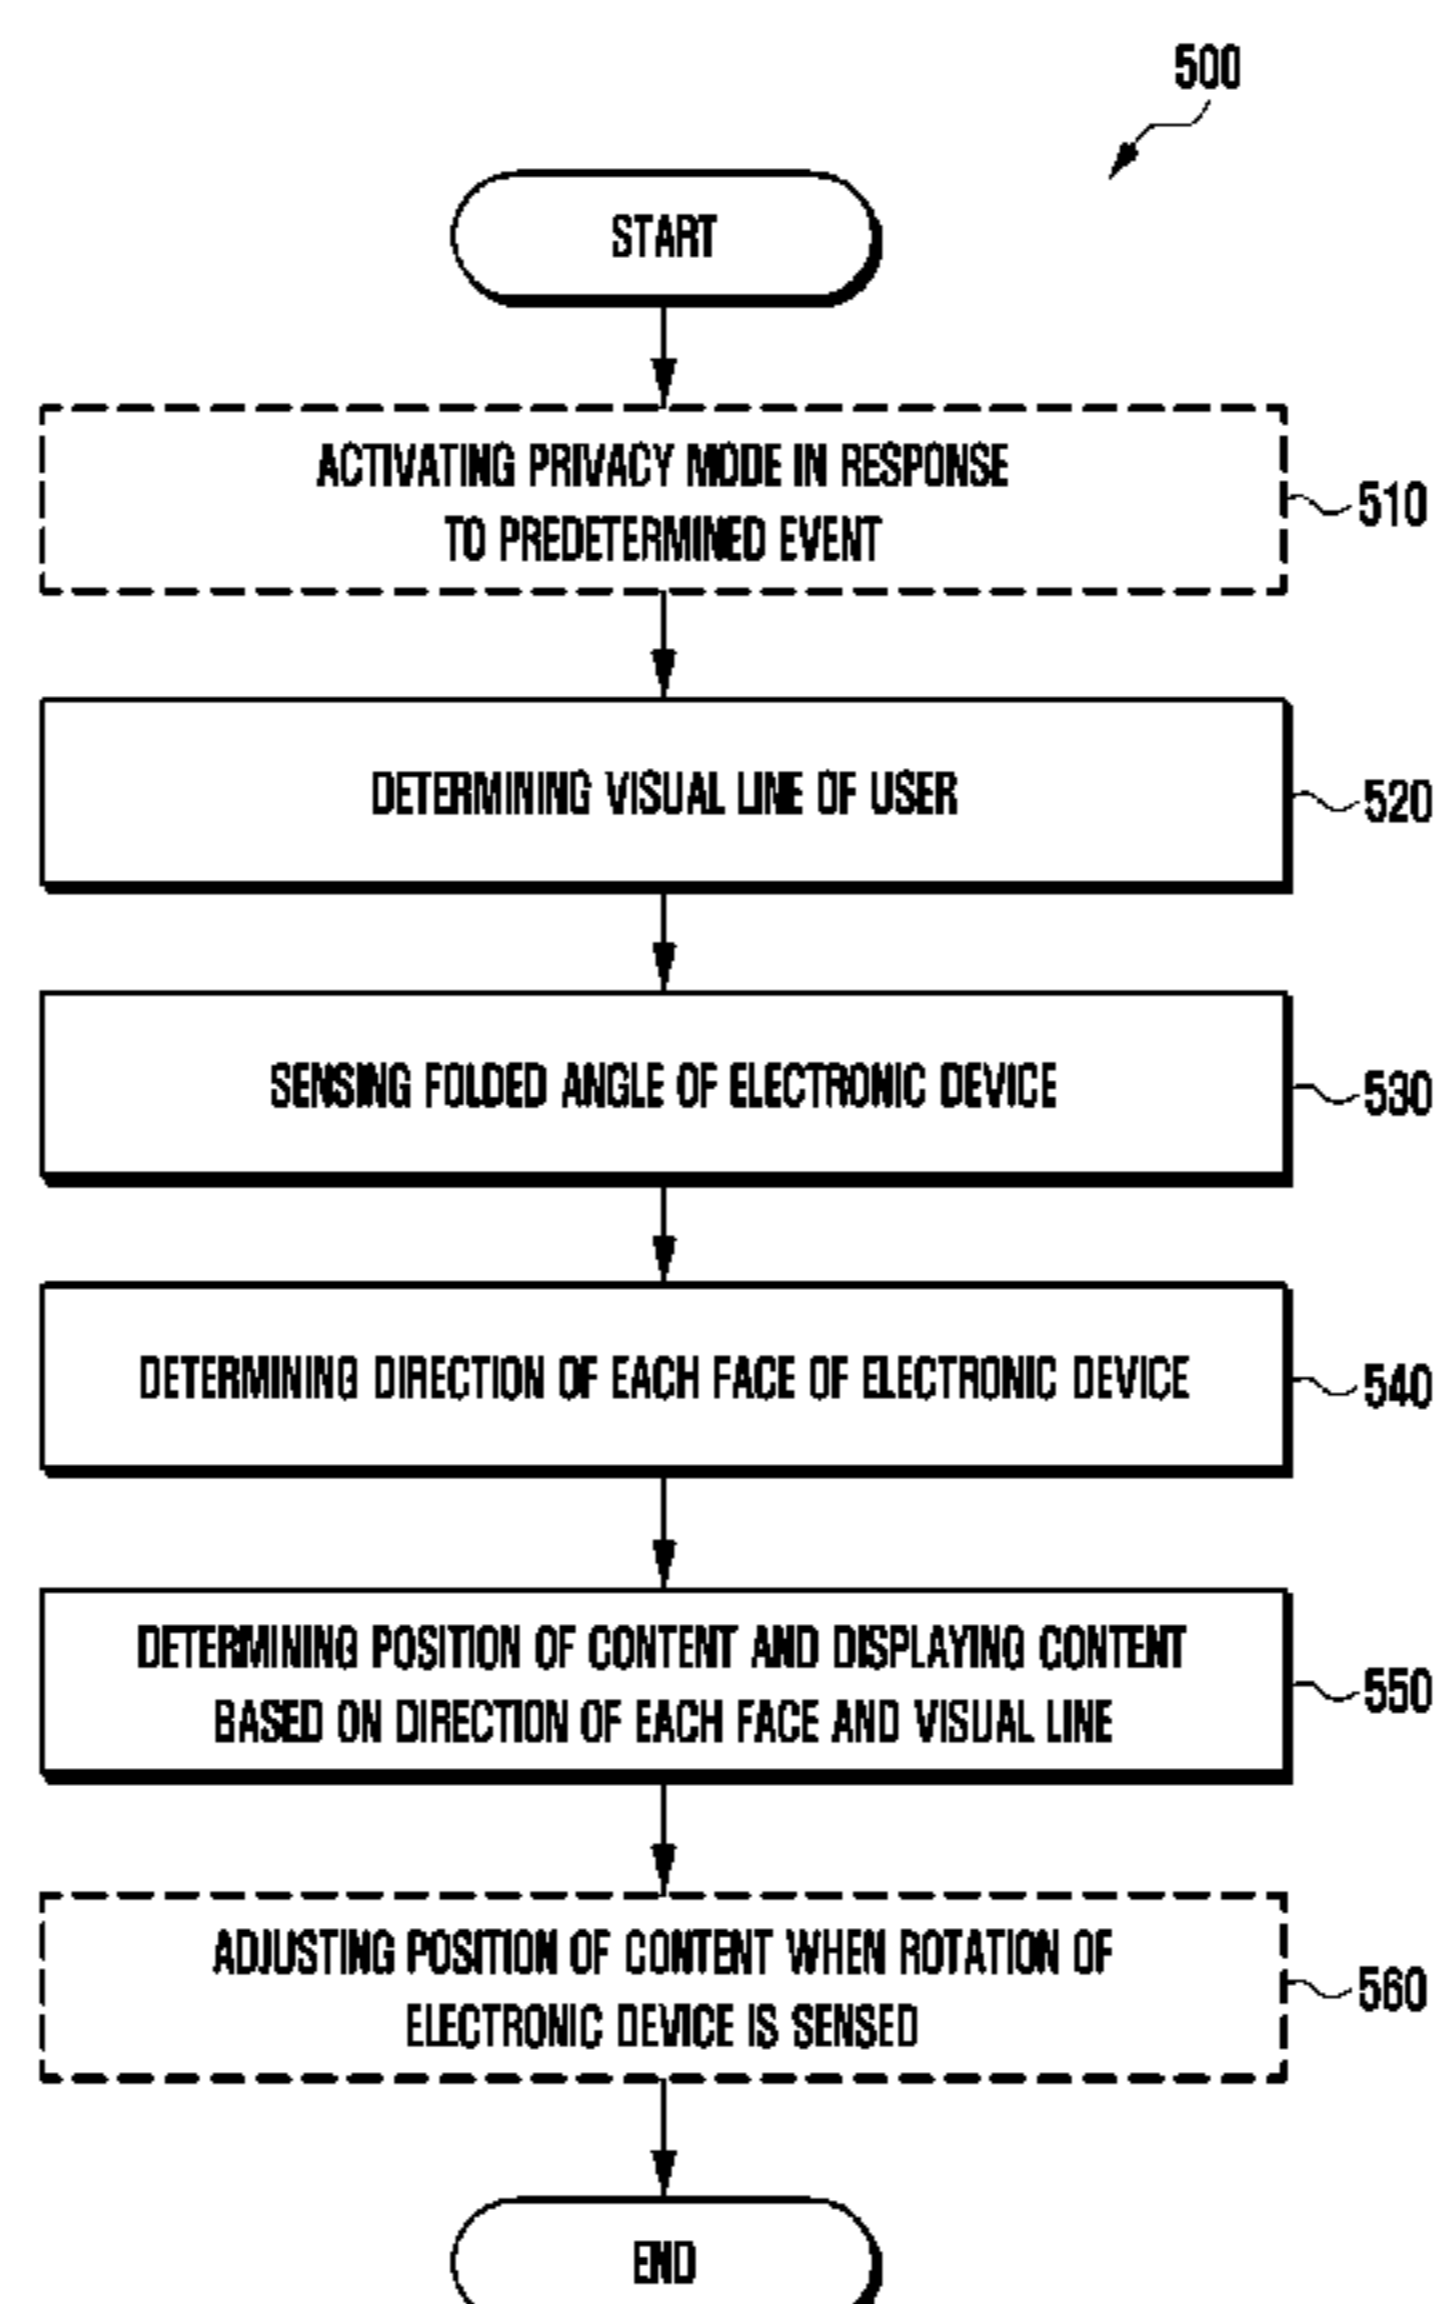 500
START
ACTIVATING PRIVACY MODE IN RESPONSE
TO PREDETERMINED EVENT
510
DETERMINING VISUAL LINE OF USER
520
SENSING FOLDED ANGLE OF ELECTRONIC DEVICE
530
DETERMINING DIRECTION OF EACH FACE OF ELECTRONIC DEVICE
540
DETERMINING POSITION OF CONTENT AND DISPLAYING CONTENT
BASED ON DIRECTION OF EACH FACE AND VISUAL LINE
550
ADJUSTING POSITION OF CONTENT WHEN ROTATION OF
ELECTRONIC DEVICE IS SENSED
560
END